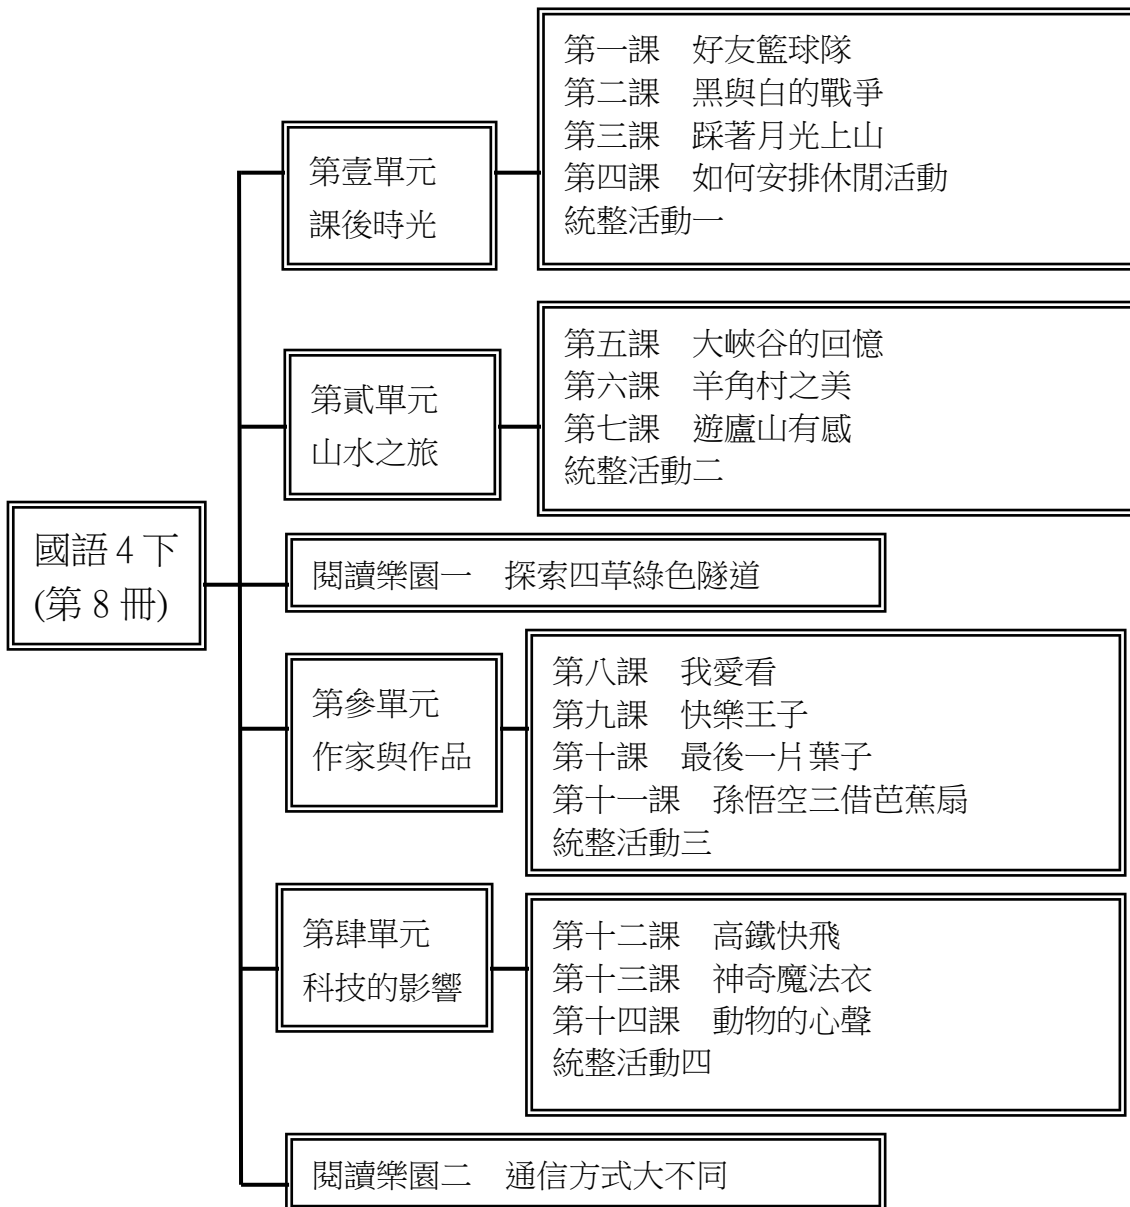 國語 4 下
(第 8 冊)
第壹單元
課後時光
第一課　好友籃球隊
第二課　黑與白的戰爭
第三課　踩著月光上山
第四課　如何安排休閒活動
統整活動一
第貳單元
山水之旅
第五課　大峽谷的回憶
第六課　羊角村之美
第七課　遊廬山有感
統整活動二
閱讀樂園一　探索四草綠色隧道
第參單元
作家與作品
第八課　我愛看
第九課　快樂王子
第十課　最後一片葉子
第十一課　孫悟空三借芭蕉扇
統整活動三
第肆單元
科技的影響
第十二課　高鐵快飛
第十三課　神奇魔法衣
第十四課　動物的心聲
統整活動四
閱讀樂園二　通信方式大不同